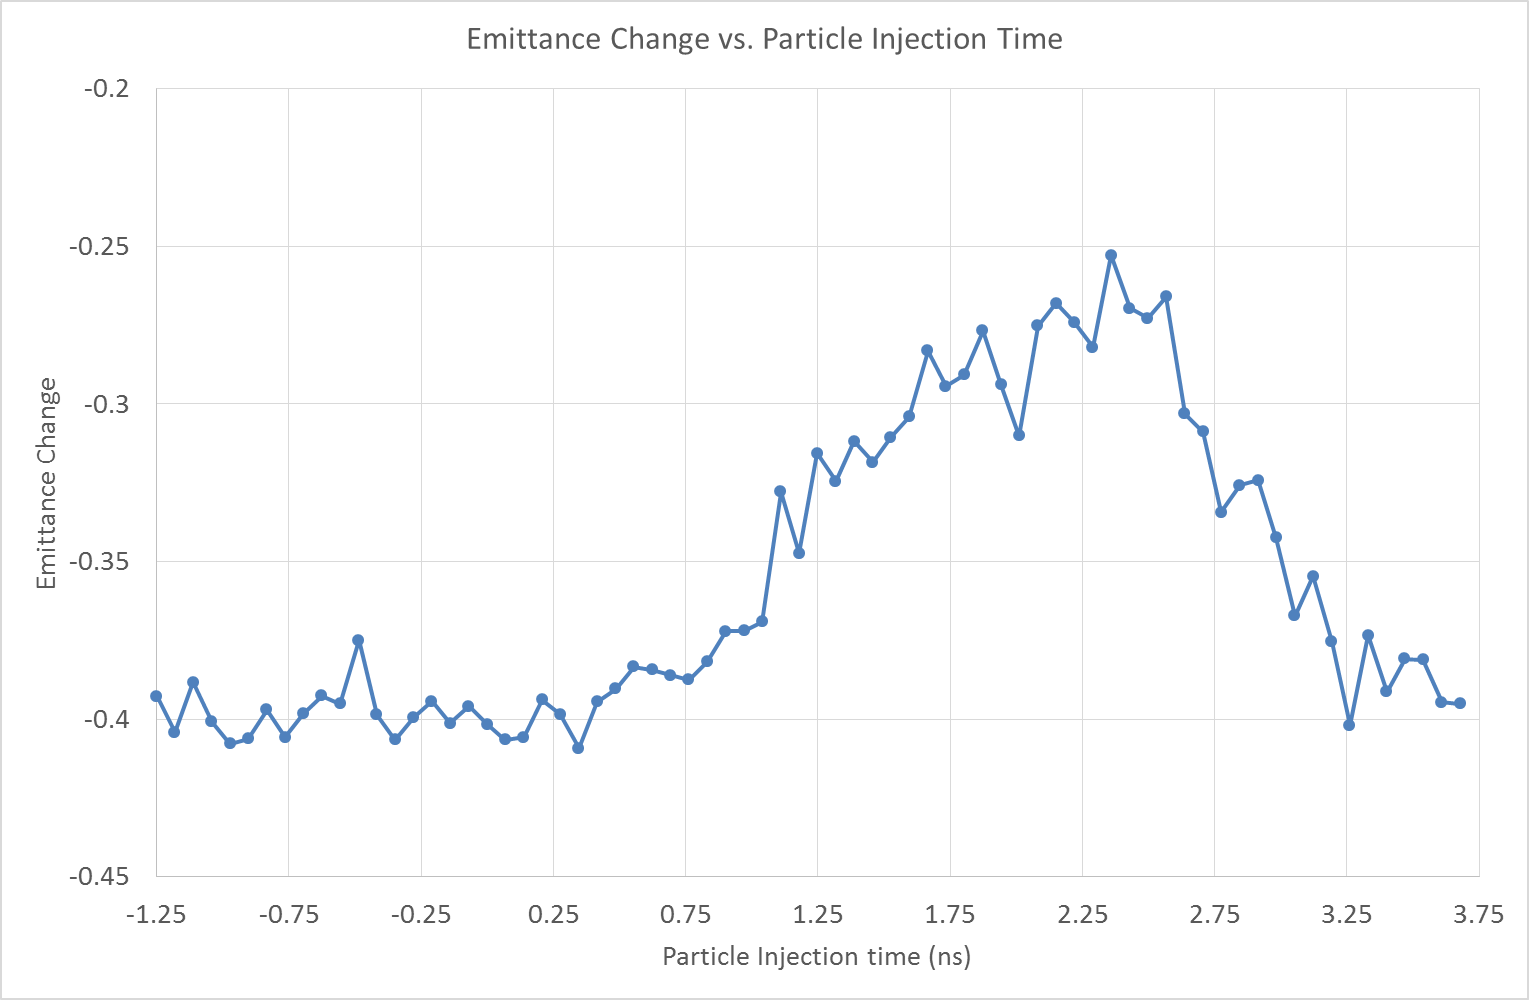 Emittance Change vs. Particle Injection Time
-0.2
-0.25
-0.3
-0.35
-0.4
-0.45
Emittance Change
-1.25 -0.75 -0.25 0.25 0.75 1.25 1.75 2.25 2.75 3.25 3.75
Particle Injection time (ns)